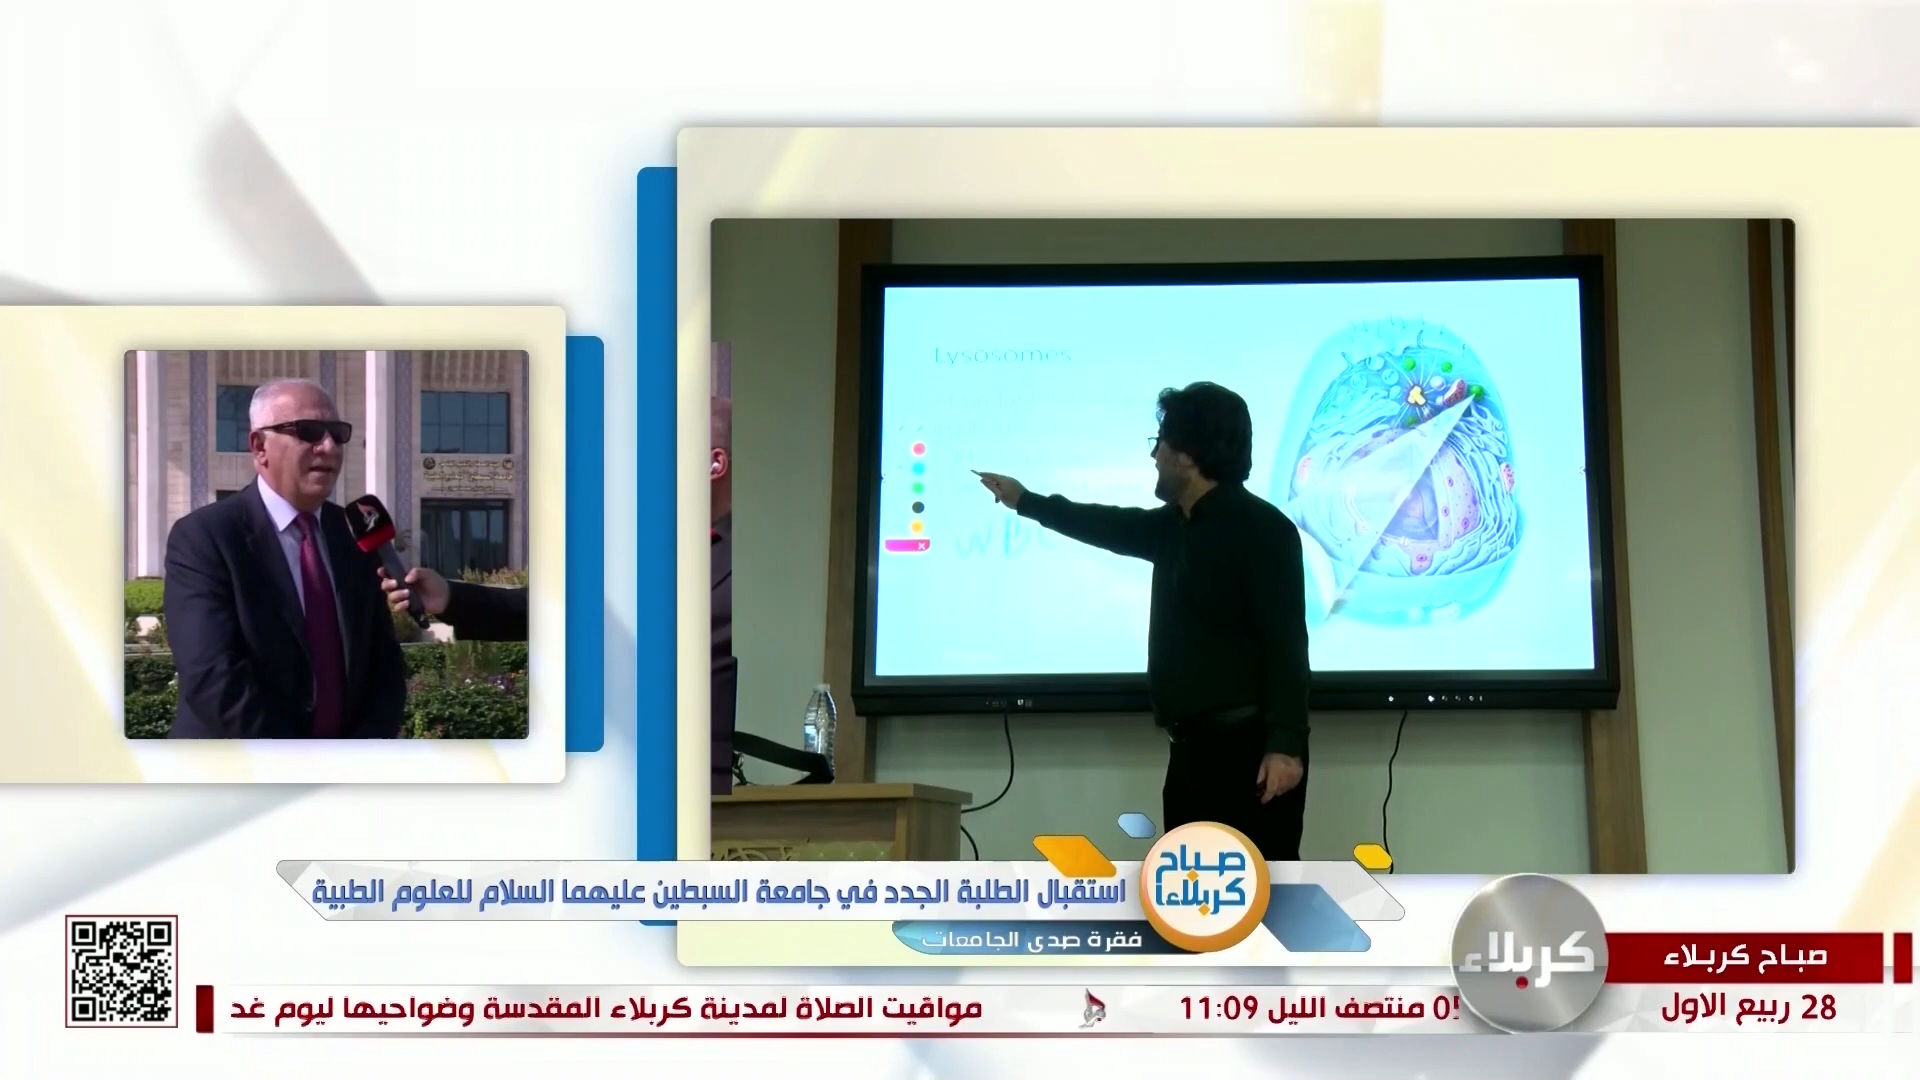 Lysosomes
استقبال الطلبة الجدد في جامعة السبطين عليهما السلام للعلوم الطبية
صباح
كربلاء
فقرة صدى الجامعات
كربلاء
صباح كربلاء
28 ربيع الاول
منتصف الليل 11:09
مواقيت الصلاة لمدينة كربلاء المقدسة وضواحيها ليوم غد